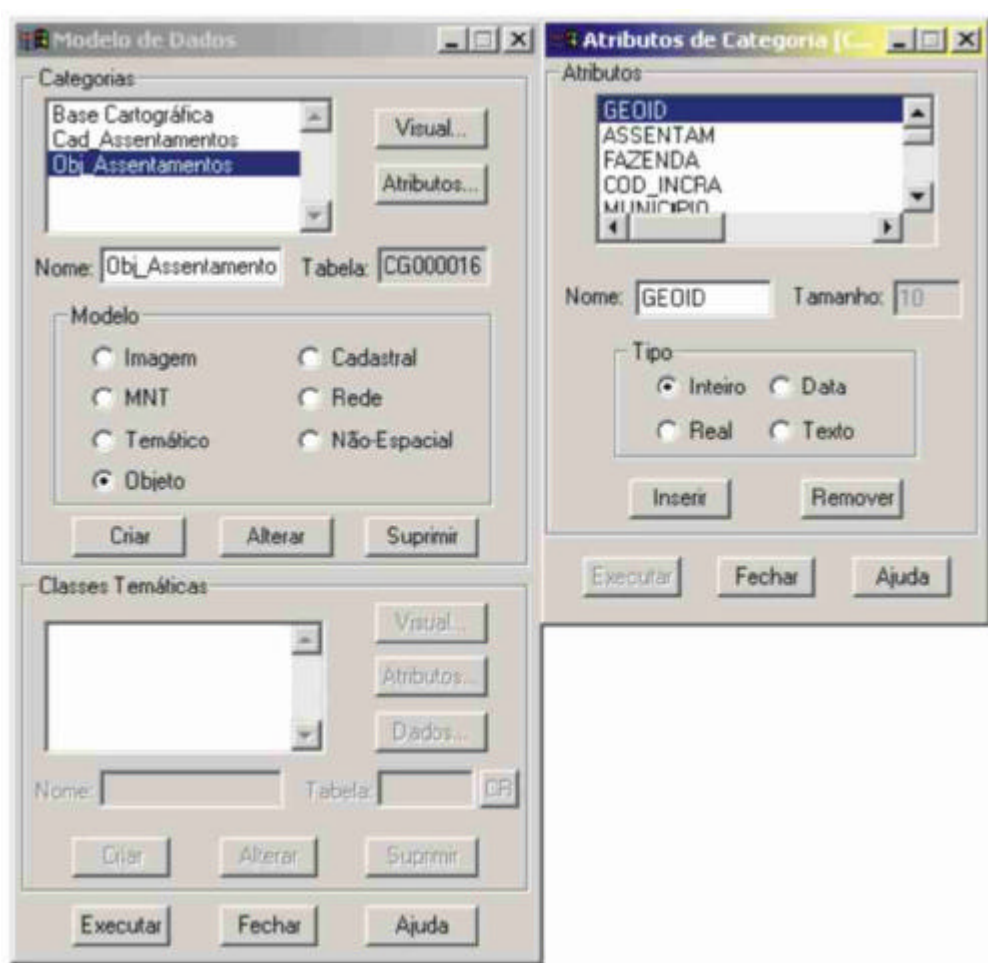 Modelo de Dados
Categorias
Base Cartográfica
Cad_Assentamentos
Obj_Assentamentos
Visual...
Atributos...
Nome: Obj_Assentamento Tabela: CG000016
Modelo
Imagem Cadastral
MNT Rede
Temático Não-Espacial
Objeto
Criar Alterar Suprimir
Classes Temáticas
Visual...
Atributos...
Dados...
Nome: Tabela: CR
Criar Alterar Suprimir
Executar Fechar Ajuda
Atributos de Categoria [C...
Atributos
GEOID
ASSENTAM
FAZENDA
COD_INCRA
MUNICIPIO
Nome: GEOID Tamanho: 10
Tipo
Inteiro Data
Real Texto
Inserir Remover
Executar Fechar Ajuda